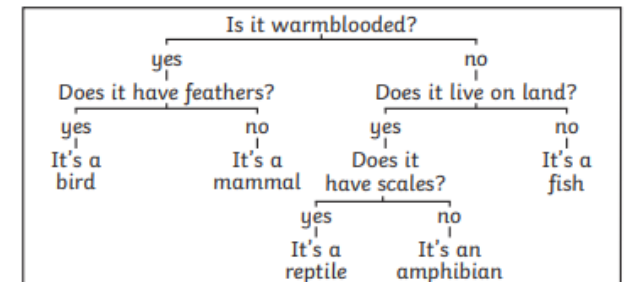 Is it warmblooded?
yes no
Does it have feathers? Does it live on land?
yes no yes no
It's a It's a Does it It's a
bird mammal have scales? fish
yes no
It's a It's an
reptile amphibian